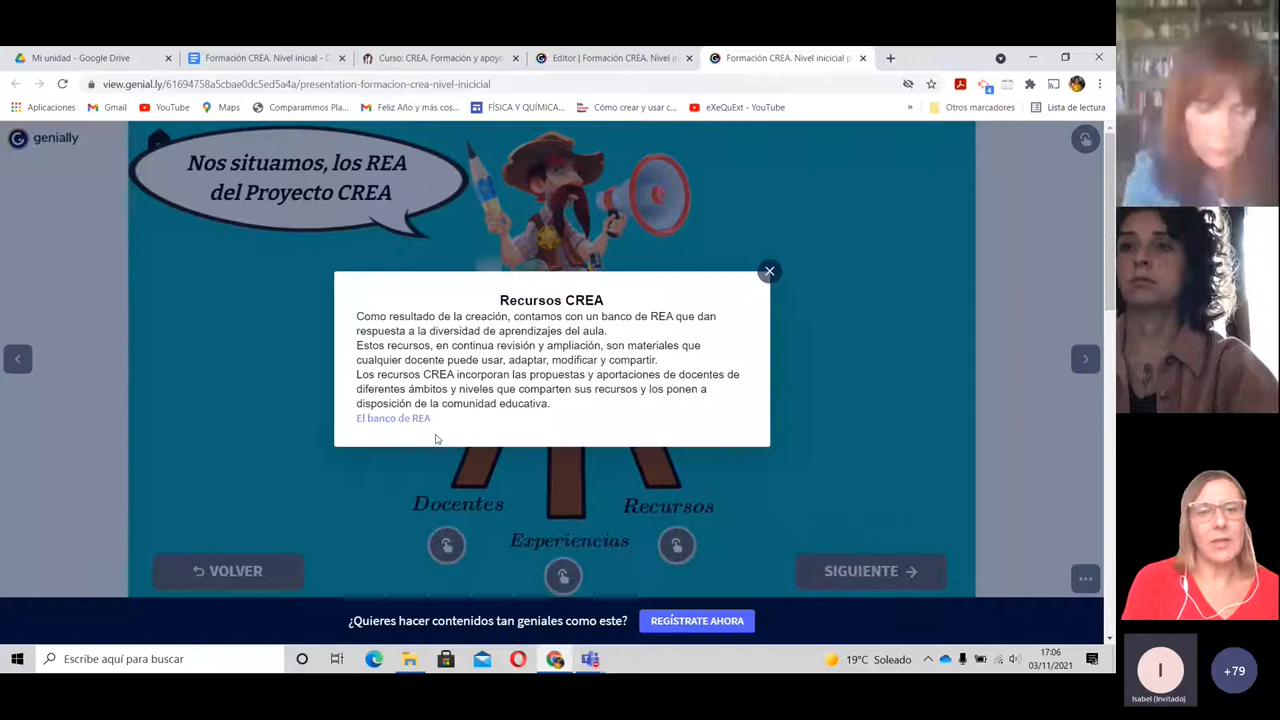 Mi unidad - Google Drive
Formación CREA. Nivel inicial - D
Curso: CREA. Formación y apoyo
Editor | Formación CREA. Nivel in
Formación CREA. Nivel inicicial p
view.genial.ly/61694758a5cbae0dc5ed5a4a/presentation-formacion-crea-nivel-inicicial
Aplicaciones
Gmail
YouTube
Maps
Comparamos Pla...
Feliz Año y más cos...
FÍSICA Y QUÍMICA...
Cómo crear y usar c...
eXeQuExt - YouTube
»
Otros marcadores
Lista de lectura
genially
Nos situamos, los REA
del Proyecto CREA
Recursos CREA
Como resultado de la creación, contamos con un banco de REA que dan
respuesta a la diversidad de aprendizajes del aula.
Estos recursos, en continua revisión y ampliación, son materiales que
cualquier docente puede usar, adaptar, modificar y compartir.
Los recursos CREA incorporan las propuestas y aportaciones de docentes de
diferentes ámbitos y niveles que comparten sus recursos y los ponen a
disposición de la comunidad educativa.
El banco de REA
Docentes
Recursos
Experiencias
VOLVER
SIGUIENTE
¿Quieres hacer contenidos tan geniales como este?
REGÍSTRATE AHORA
Escribe aquí para buscar
19°C Soleado
17:06
03/11/2021
I
Isabel (Invitado)
+79